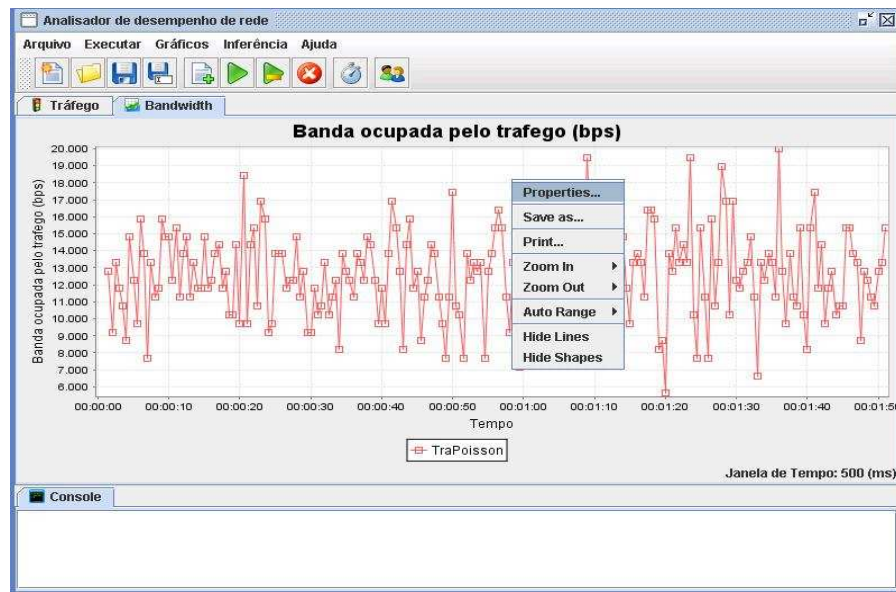 Analisador de desempenho de rede
Arquivo Executar Gráficos Inferência Ajuda
Tráfego Bandwidth
Banda ocupada pelo trafego (bps)
Banda ocupada pelo trafego (bps)
20.000
19.000
18.000
17.000
16.000
15.000
14.000
13.000
12.000
11.000
10.000
9.000
8.000
7.000
6.000
Properties...
Save as...
Print...
Zoom In
Zoom Out
Auto Range
Hide Lines
Hide Shapes
00:00:00 00:00:10 00:00:20 00:00:30 00:00:40 00:00:50 00:01:00 00:01:10 00:01:20 00:01:30 00:01:40 00:01:50
Tempo
TraPoisson
Janela de Tempo: 500 (ms)
Console